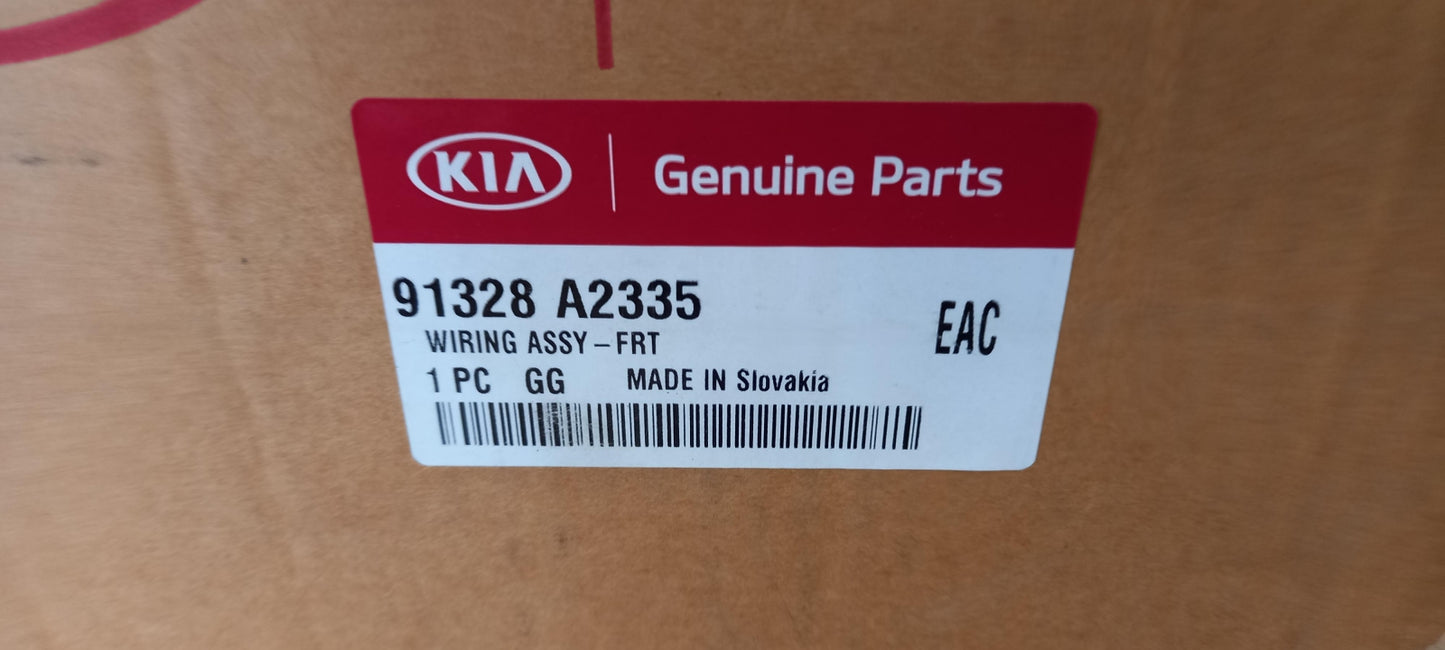 KIA Genuine Parts
91328 A2335
WIRING ASSY-FRT
EAC
1 PC GG MADE IN Slovakia